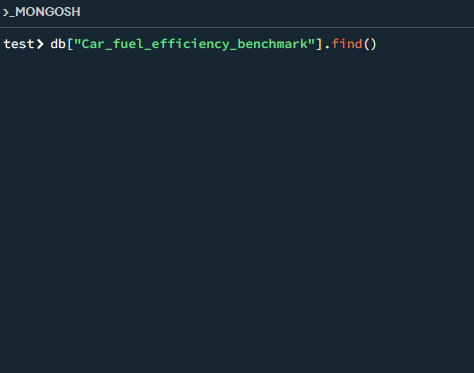 >_MONGOSH
test> db["Car_fuel_efficiency_benchmark"].find()